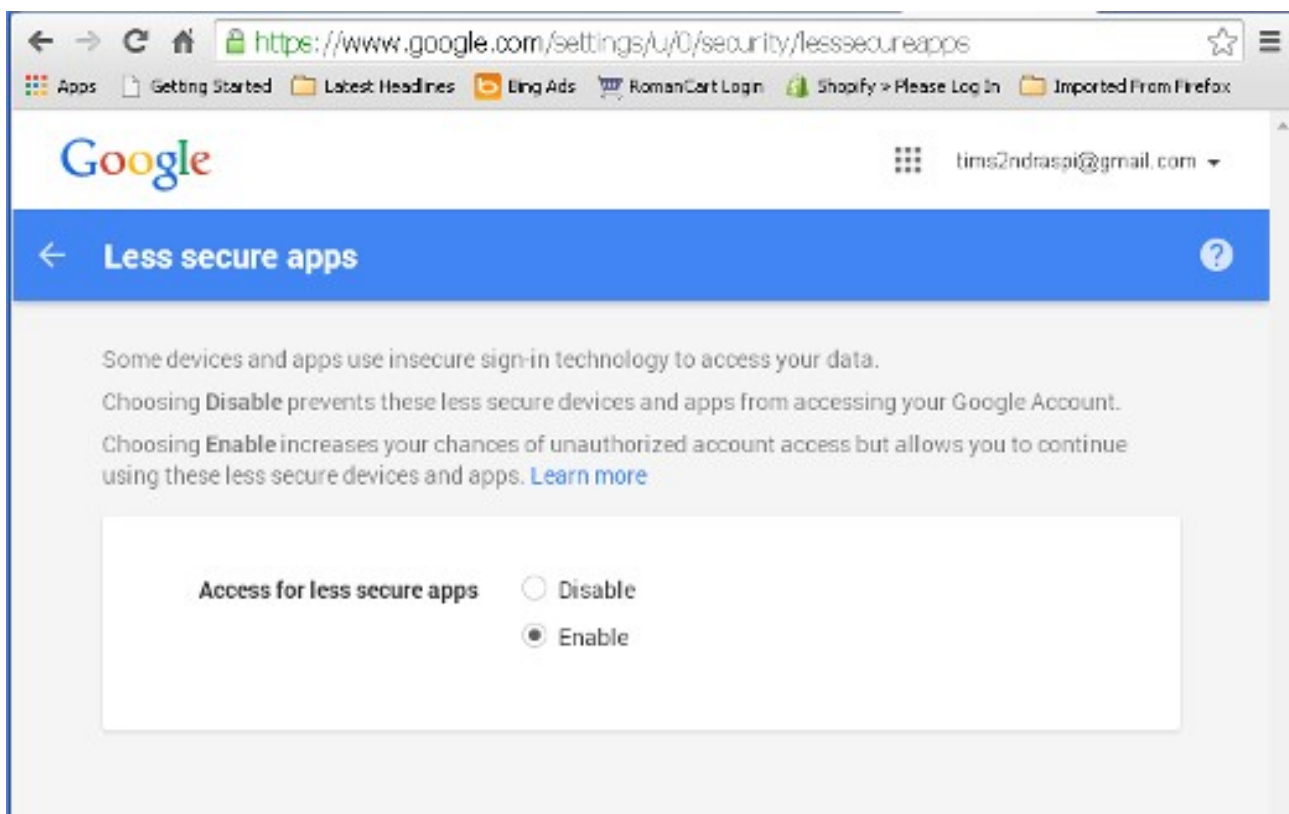 https://www.google.com/settings/u/0/security/lesssecureapps
Apps Getting Started Latest Headlines Bing Ads RomanCart Login Shopify > Please Log In Imported From Firefox
Google tims2ndraspi@gmail.com
Less secure apps ?
Some devices and apps use insecure sign-in technology to access your data.
Choosing Disable prevents these less secure devices and apps from accessing your Google Account.
Choosing Enable increases your chances of unauthorized account access but allows you to continue
using these less secure devices and apps. Learn more
Access for less secure apps Disable
Enable